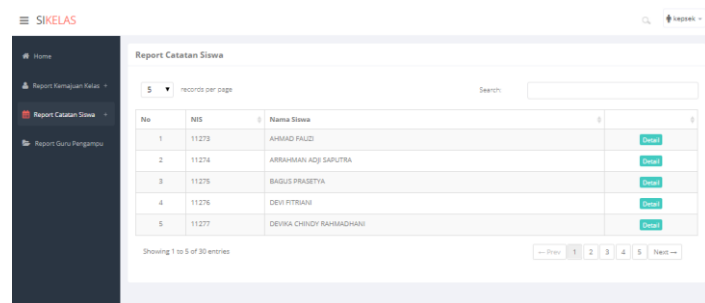 SIKELAS
kepsek
Home
Report Kemajuan Kelas +
Report Catatan Siswa +
Report Guru Pengampu
Report Catatan Siswa
5 records per page
Search:
No NIS Nama Siswa
1 11273 AHMAD FAUZI Detail
2 11274 ARRAHMAN ADJI SAPUTRA Detail
3 11275 BAGUS PRASETYA Detail
4 11276 DEVI FITRIANI Detail
5 11277 DEVIKA CHINDY RAHMADHANI Detail
Showing 1 to 5 of 30 entries
← Prev 1 2 3 4 5 Next →